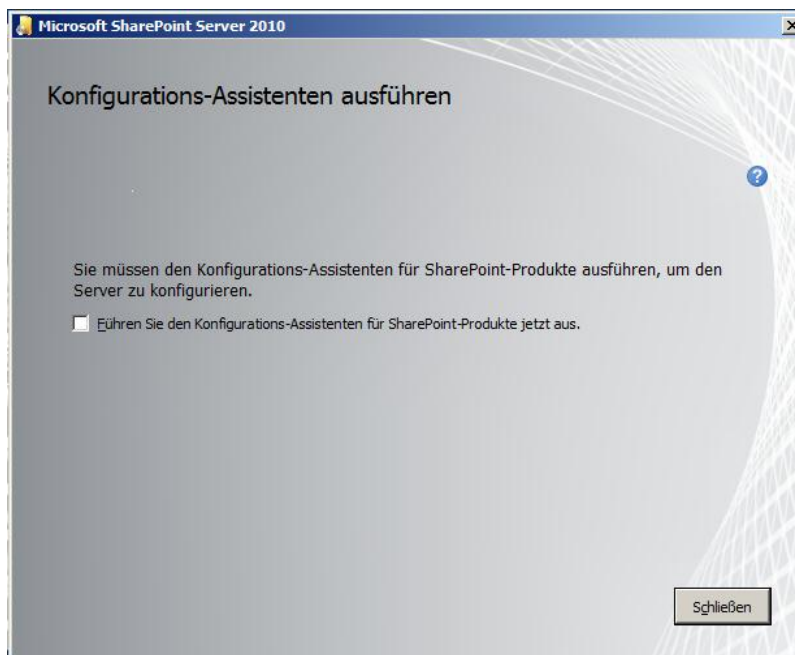 Microsoft SharePoint Server 2010
Konfigurations-Assistenten ausführen
?
Sie müssen den Konfigurations-Assistenten für SharePoint-Produkte ausführen, um den
Server zu konfigurieren.
Führen Sie den Konfigurations-Assistenten für SharePoint-Produkte jetzt aus.
Schließen